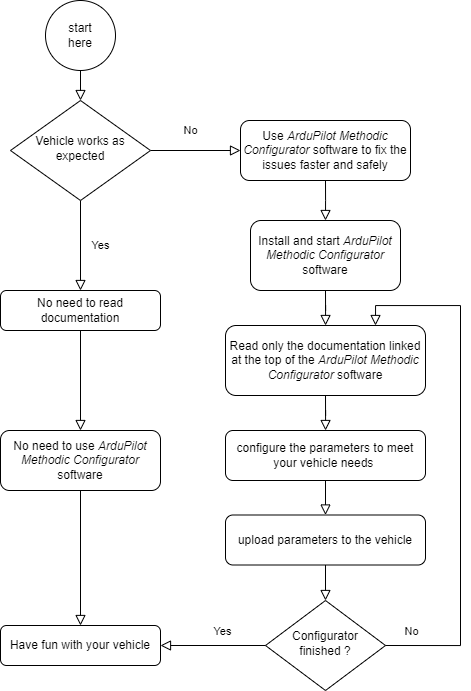 start
here
Vehicle works as
expected
No
Use ArduPilot Methodic
Configurator software to fix the
issues faster and safely
Install and start ArduPilot
Methodic Configurator
software
Yes
No need to read
documentation
Read only the documentation linked
at the top of the ArduPilot Methodic
Configurator software
No need to use ArduPilot
Methodic Configurator
software
configure the parameters to meet
your vehicle needs
upload parameters to the vehicle
Configurator
finished ?
Yes
No
Have fun with your vehicle